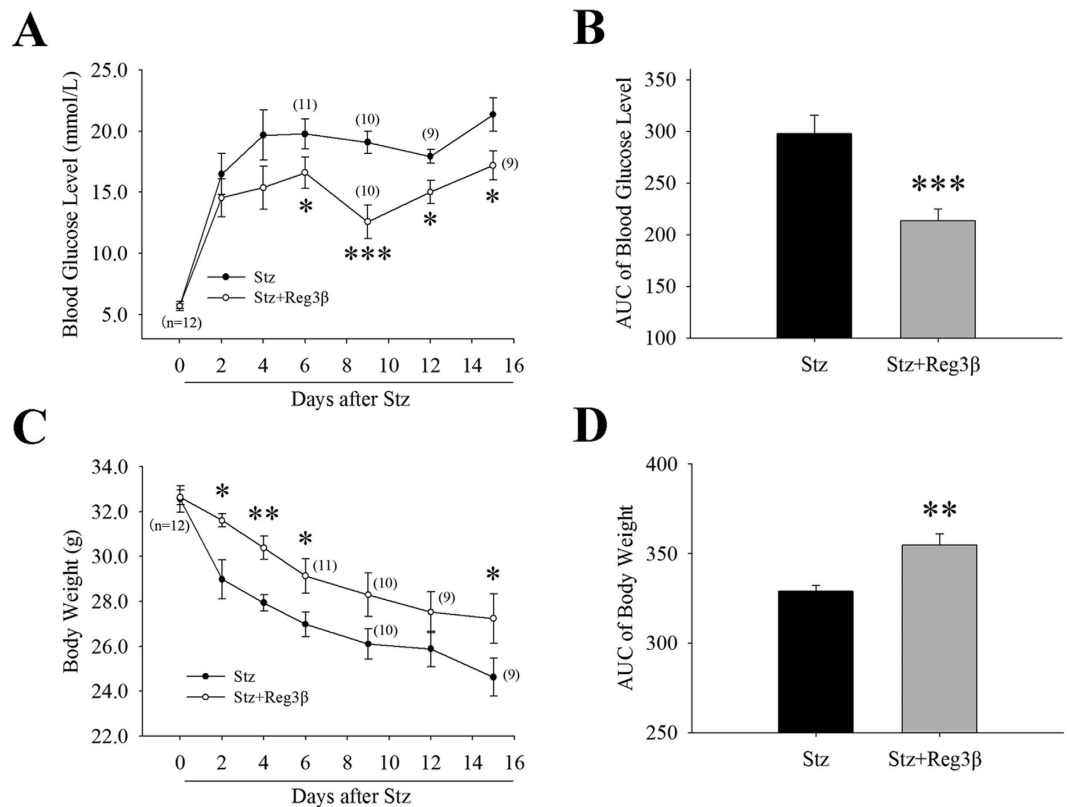 A
Blood Glucose Level (mmol/L)
25.0
20.0
15.0
10.0
5.0
(11)
(10)
(9)
(10)
(9)
*
***
*
*
Stz
Stz+Reg3β
(n=12)
0 2 4 6 8 10 12 14 16
Days after Stz
B
AUC of Blood Glucose Level
350
300
250
200
150
100
***
Stz Stz+Reg3β
C
Body Weight (g)
34.0
32.0
30.0
28.0
26.0
24.0
22.0
(n=12)
*
**
*
*
(11)
(10)
(9)
(10)
(9)
Stz
Stz+Reg3β
0 2 4 6 8 10 12 14 16
Days after Stz
D
AUC of Body Weight
400
350
300
250
**
Stz Stz+Reg3β